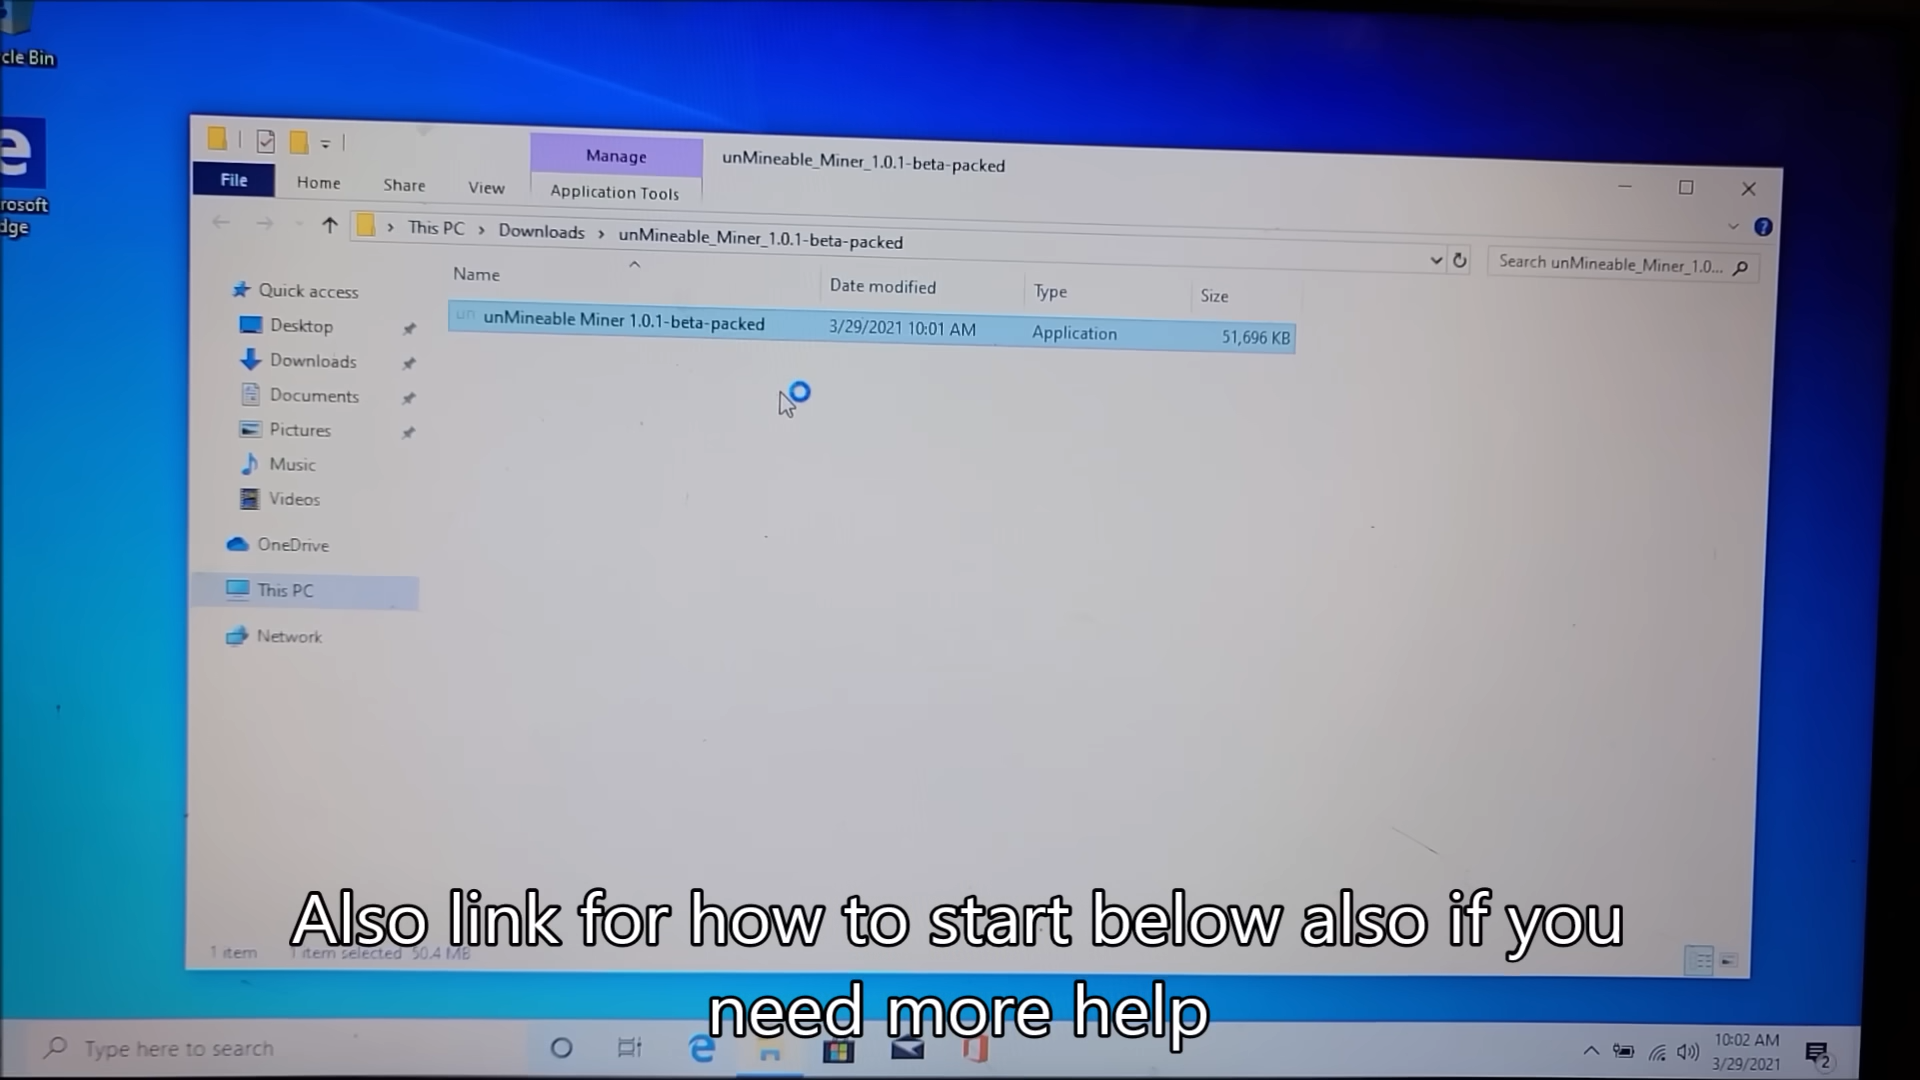 cle Bin
rosoft
dge
Manage
unMineable_Miner_1.0.1-beta-packed
File
Home
Share
View
Application Tools
This PC > Downloads > unMineable_Miner_1.0.1-beta-packed
Search unMineable_Miner_1.0...
Name
Date modified
Type
Size
un unMineable Miner 1.0.1-beta-packed
3/29/2021 10:01 AM
Application
51,696 KB
Quick access
Desktop
Downloads
Documents
Pictures
Music
Videos
OneDrive
This PC
Network
1 item
1 item selected 50.4 MB
Also link for how to start below also if you
need more help
Type here to search
10:02 AM
3/29/2021
2